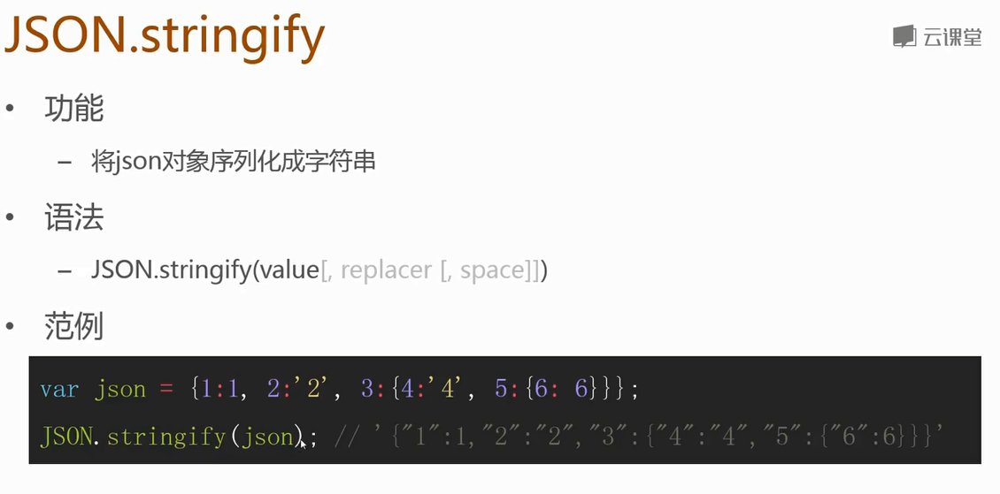 JSON.stringify
云课堂
• 功能
– 将json对象序列化成字符串
• 语法
– JSON.stringify(value[, replacer [, space]])
• 范例
var json = {1:1, 2:'2', 3:{4:'4', 5:{6: 6}}};
JSON.stringify(json); // '{"1":1,"2":"2","3":{"4":"4","5":{"6":6}}}'